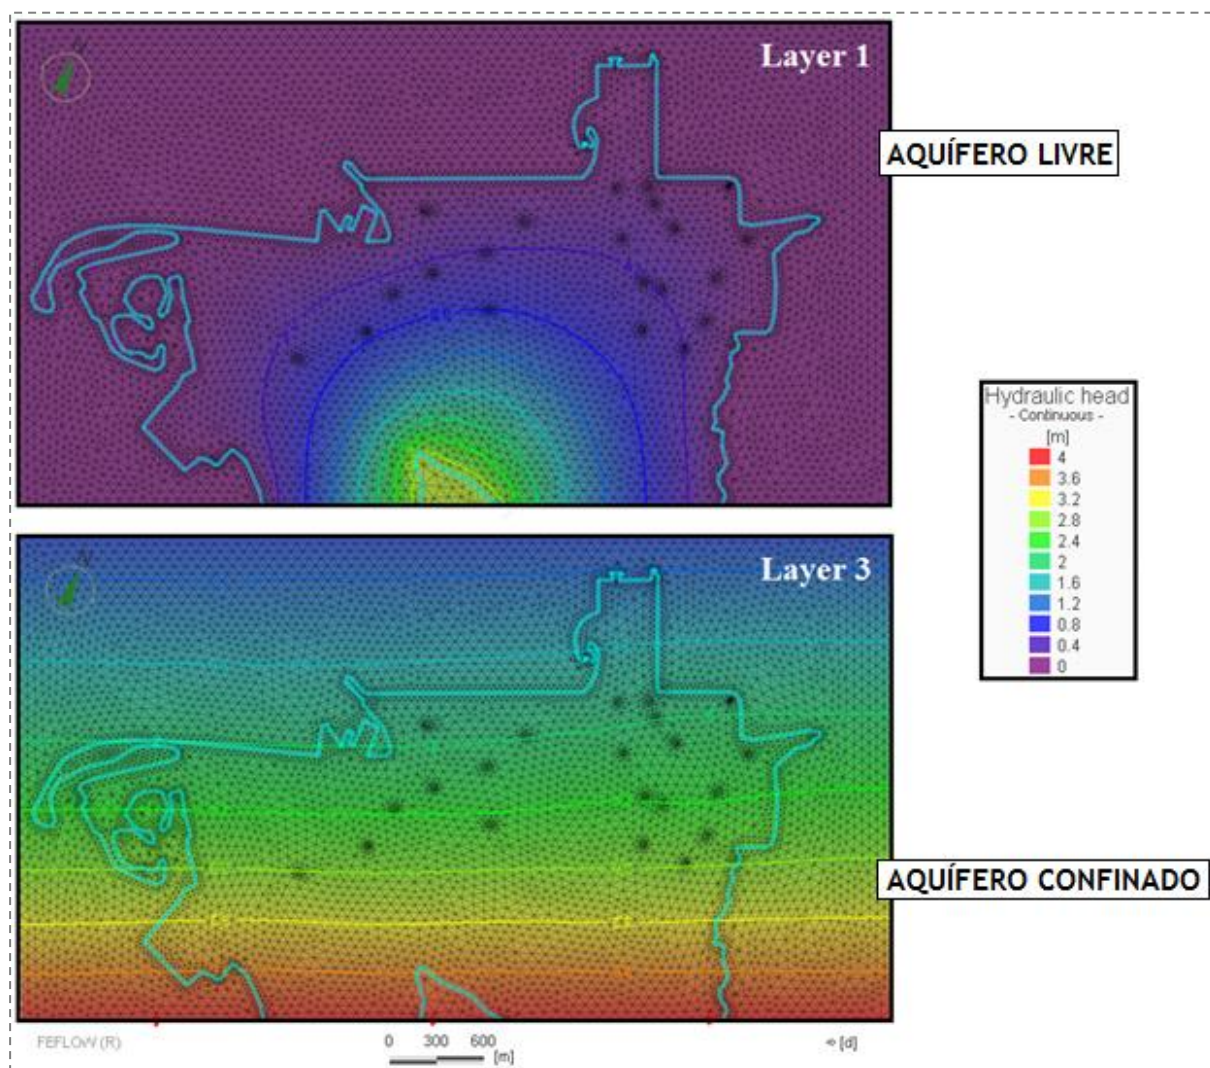 N
Layer 1
AQUÍFERO LIVRE
Hydraulic head
- Continuous -
[m]
4
3.6
3.2
2.8
2.4
2
1.6
1.2
0.8
0.4
0
N
Layer 3
AQUÍFERO CONFINADO
FEFLOW (R)
0 300 600
[m]
[d]